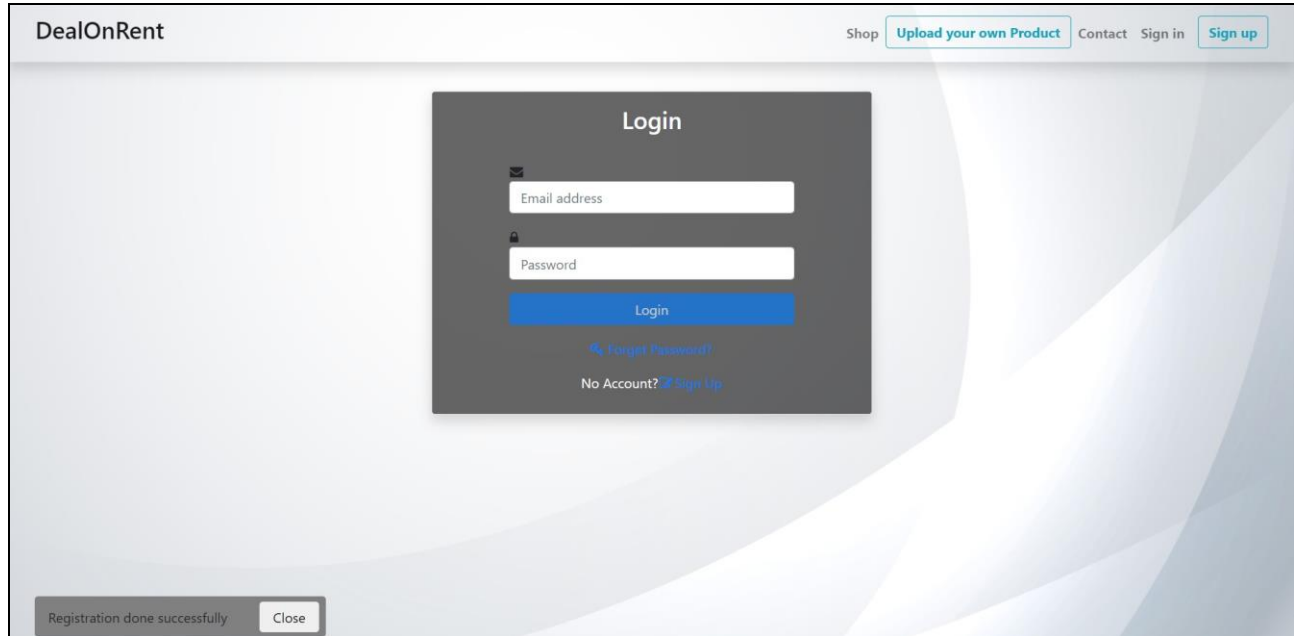 DealOnRent
Shop Upload your own Product Contact Sign in Sign up
Login
Email address
Password
Login
Forget Password?
No Account? Sign Up
Registration done successfully Close